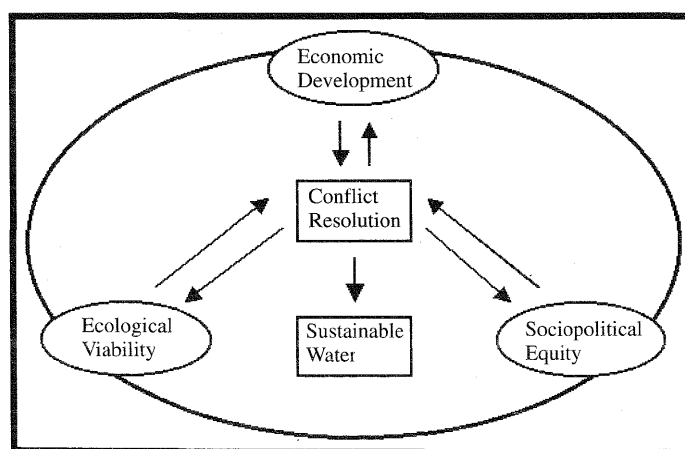 Economic
Development
Conflict
Resolution
Ecological
Viability
Sustainable
Water
Sociopolitical
Equity